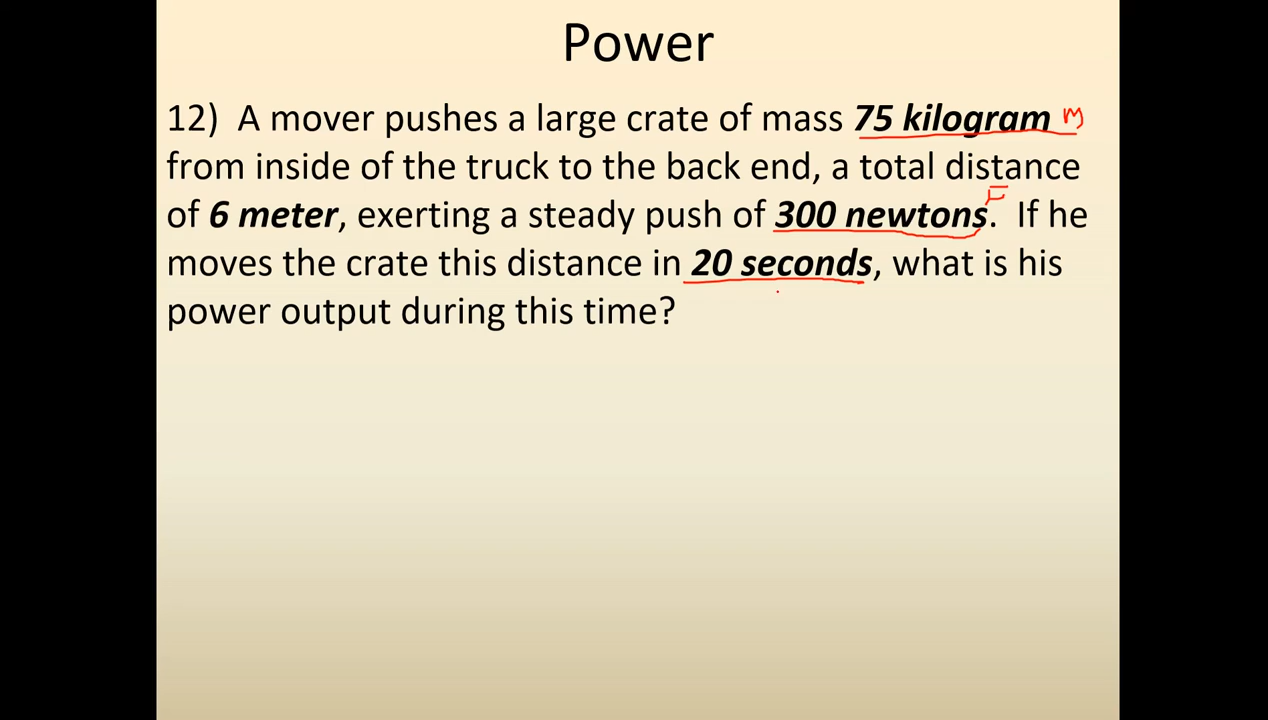 Power
12) A mover pushes a large crate of mass 75 kilogram m
from inside of the truck to the back end, a total distance
of 6 meter, exerting a steady push of 300 newtons. F If he
moves the crate this distance in 20 seconds, what is his
power output during this time?